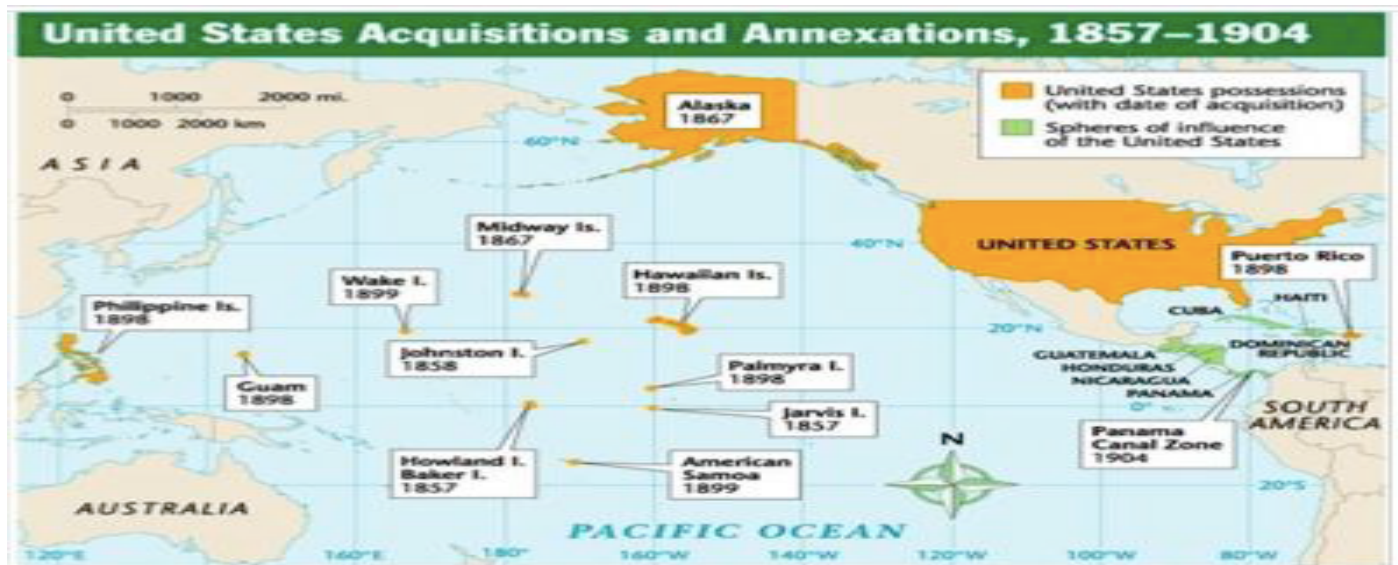 United States Acquisitions and Annexations, 1857–1904
0 1000 2000 mi.
0 1000 2000 km
United States possessions
(with date of acquisition)
Spheres of influence
of the United States
Alaska
1867
60°N
ASIA
Midway Is.
1867
40°N
UNITED STATES
Puerto Rico
1898
Wake I.
1899
Hawaiian Is.
1898
Philippine Is.
1898
CUBA
HAITI
20°N
Johnston I.
1858
DOMINICAN
REPUBLIC
GUATEMALA
HONDURAS
NICARAGUA
PANAMA
Palmyra I.
1898
Guam
1898
0°
Jarvis I.
1857
SOUTH
AMERICA
Panama
Canal Zone
1904
N
Howland I.
Baker I.
1857
American
Samoa
1899
20°S
AUSTRALIA
PACIFIC OCEAN
120°E 160°E 180° 160°W 140°W 120°W 100°W 80°W